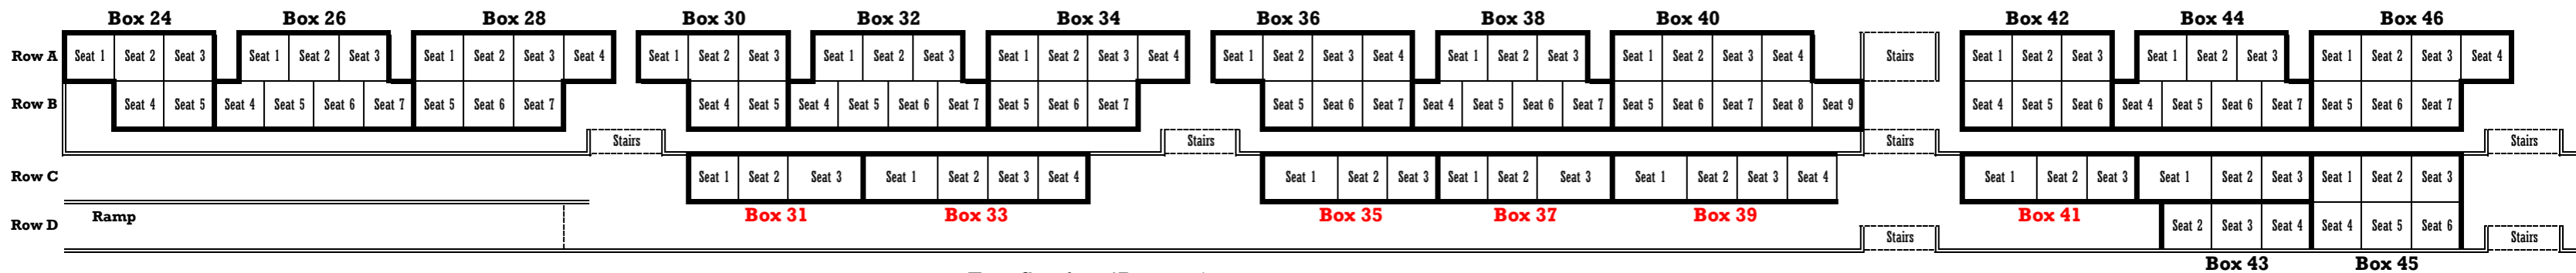 Box 24 Box 26 Box 28 Box 30 Box 32 Box 34 Box 36 Box 38 Box 40 Box 42 Box 44 Box 46
Row A Seat 1 Seat 2 Seat 3 Seat 1 Seat 2 Seat 3 Seat 1 Seat 2 Seat 3 Seat 4 Seat 1 Seat 2 Seat 3 Seat 1 Seat 2 Seat 3 Seat 1 Seat 2 Seat 3 Seat 4 Seat 1 Seat 2 Seat 3 Seat 4 Seat 1 Seat 2 Seat 3 Seat 1 Seat 2 Seat 3 Seat 4 Stairs Seat 1 Seat 2 Seat 3 Seat 1 Seat 2 Seat 3 Seat 1 Seat 2 Seat 3 Seat 4
Row B Seat 4 Seat 5 Seat 4 Seat 5 Seat 6 Seat 7 Seat 5 Seat 6 Seat 7 Seat 4 Seat 5 Seat 4 Seat 5 Seat 6 Seat 7 Seat 5 Seat 6 Seat 7 Seat 5 Seat 6 Seat 7 Seat 4 Seat 5 Seat 6 Seat 7 Seat 5 Seat 6 Seat 7 Seat 8 Seat 9 Seat 4 Seat 5 Seat 6 Seat 4 Seat 5 Seat 6 Seat 7 Seat 5 Seat 6 Seat 7
Stairs Stairs Stairs Stairs
Row C Seat 1 Seat 2 Seat 3 Seat 1 Seat 2 Seat 3 Seat 4 Seat 1 Seat 2 Seat 3 Seat 1 Seat 2 Seat 3 Seat 1 Seat 2 Seat 3 Seat 4 Seat 1 Seat 2 Seat 3 Seat 1 Seat 2 Seat 3 Seat 1 Seat 2 Seat 3
Ramp Box 31 Box 33 Box 35 Box 37 Box 39 Box 41
Row D Seat 2 Seat 3 Seat 4 Seat 4 Seat 5 Seat 6
Stairs Stairs
Box 43 Box 45